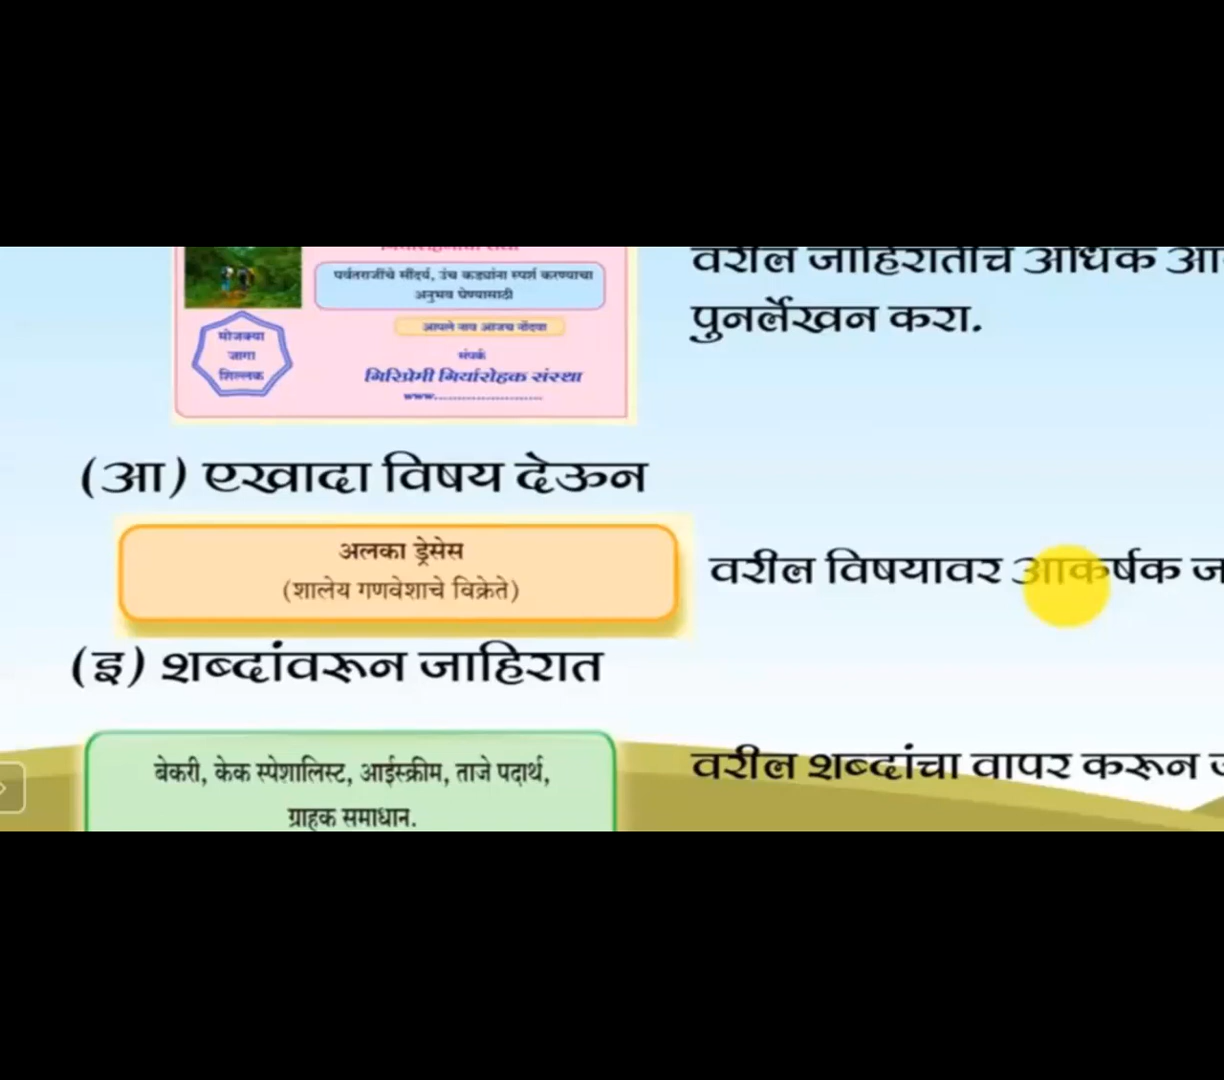 पर्वतराजींचे सौंदर्य, उंच कड्यांना स्पर्श करण्याचा
अनुभव घेण्यासाठी
आपले नाव आजच नोंदवा
मोजक्या
जागा
शिल्लक
संपर्क
गिरिप्रेमी गिर्यारोहक संस्था
www.........................
वरील जाहिरातीचे अधिक
पुनर्लेखन करा.
(आ) एखादा विषय देऊन
अलका ड्रेसेस
(शालेय गणवेशाचे विक्रेते)
वरील विषयावर आकर्षक
(इ) शब्दांवरून जाहिरात
बेकरी, केक स्पेशालिस्ट, आईस्क्रीम, ताजे पदार्थ,
ग्राहक समाधान.
वरील शब्दांचा वापर करून